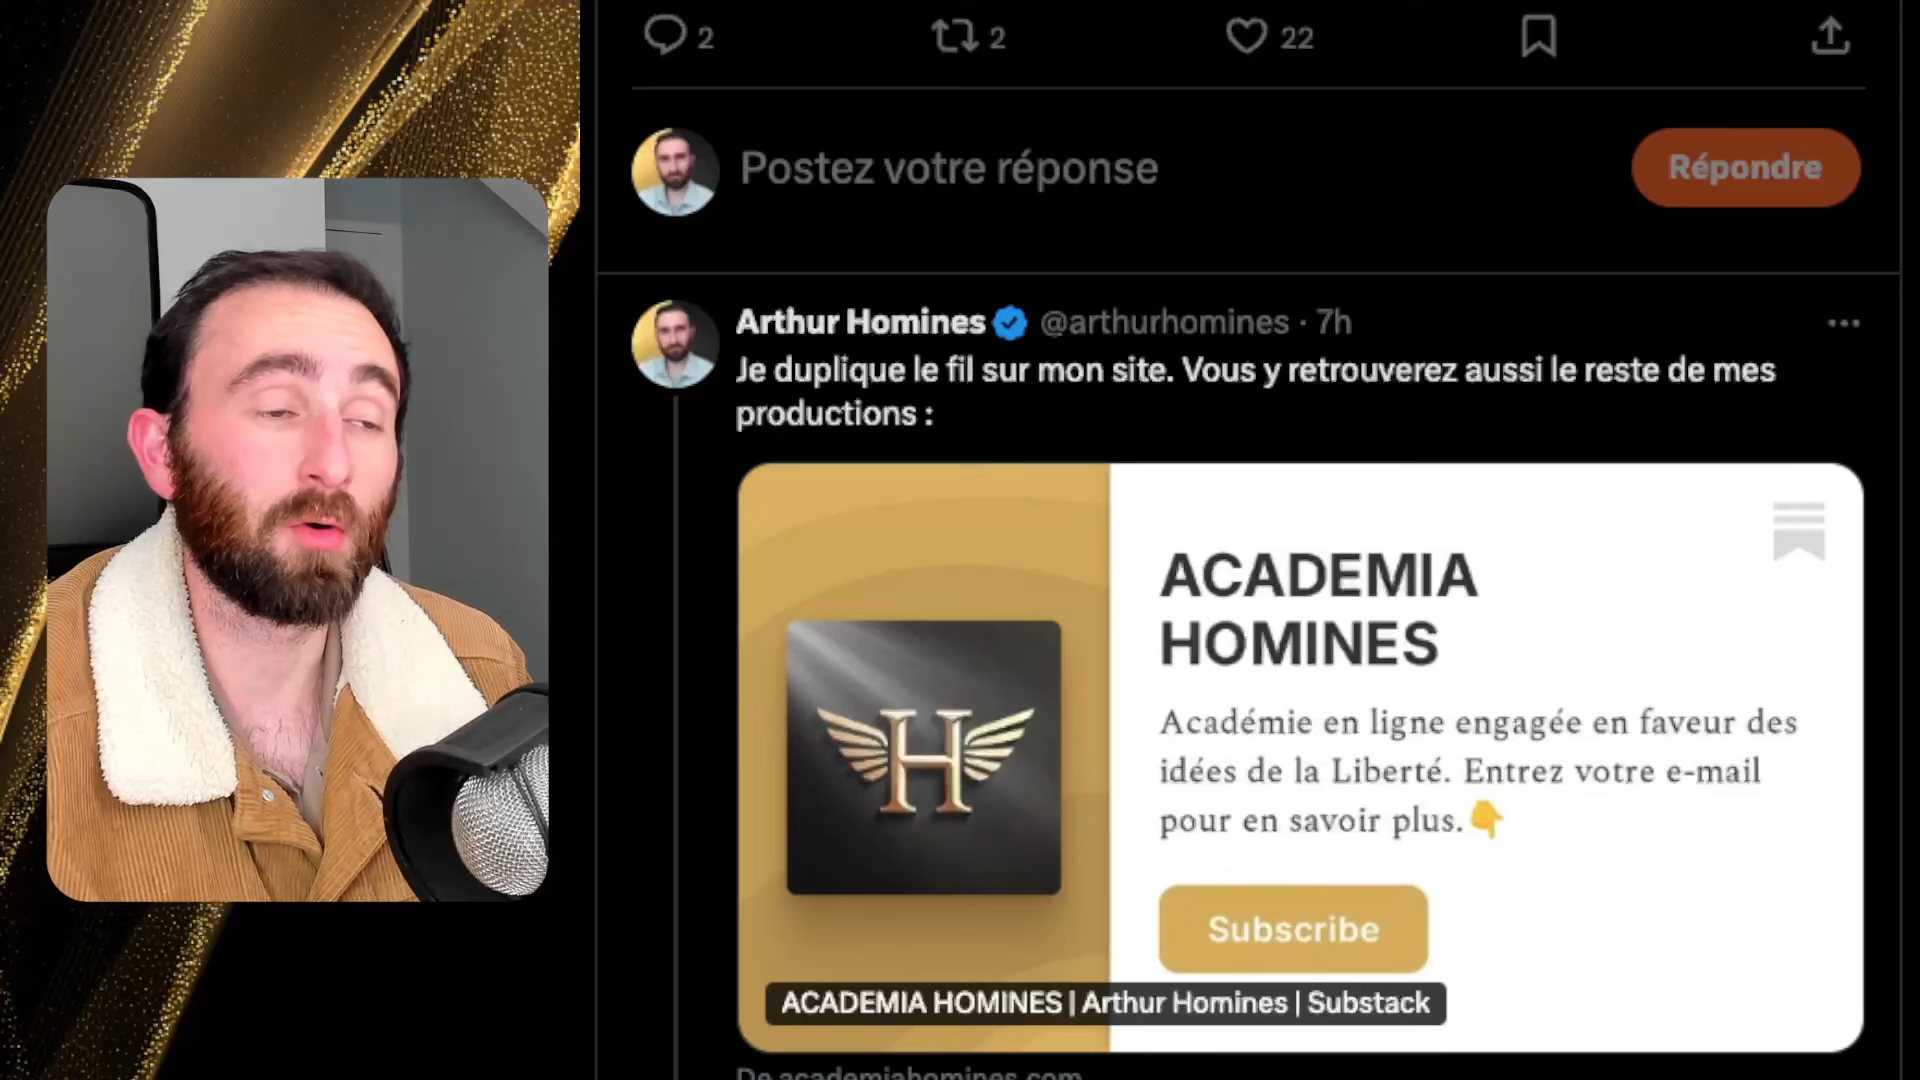 2
2
22
Postez votre réponse
Répondre
Arthur Homines @arthurhomines · 7h
Je duplique le fil sur mon site. Vous y retrouverez aussi le reste de mes
productions :
ACADEMIA
HOMINES
H
Académie en ligne engagée en faveur des
idées de la Liberté. Entrez votre e-mail
pour en savoir plus.👇
Subscribe
ACADEMIA HOMINES | Arthur Homines | Substack
De academiahomines.com